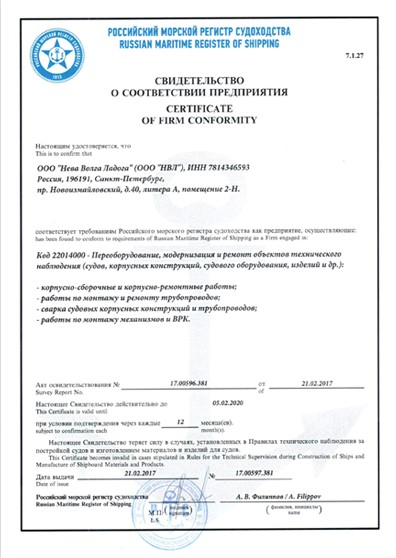 РОССИЙСКИЙ МОРСКОЙ РЕГИСТР СУДОХОДСТВА
RUSSIAN MARITIME REGISTER OF SHIPPING
7.1.27
СВИДЕТЕЛЬСТВО
О СООТВЕТСТВИИ ПРЕДПРИЯТИЯ
CERTIFICATE
OF FIRM CONFORMITY
Настоящим удостоверяется, что
This is to confirm that
ООО "Нева Волга Ладога" (ООО "НВЛ"), ИНН 7814346593
Россия, 196191, Санкт-Петербург,
пр. Новоизмайловский, д.40, литера А, помещение 2-Н.
соответствует требованиям Российского морского регистра судоходства как предприятие, осуществляющее:
has been found to conform to requirements of Russian Maritime Register of Shipping as a Firm engaged in:
Код 22014000 - Переоборудование, модернизация и ремонт объектов технического
наблюдения (судов, корпусных конструкций, судового оборудования, изделий и др.):
- корпусно-сборочные и корпусно-ремонтные работы;
- работы по монтажу и ремонту трубопроводов;
- сварка судовых корпусных конструкций и трубопроводов;
- работы по монтажу механизмов и ВРК.
Акт освидетельствования № 17.00596.381 от 21.02.2017
Survey Report No. of
Настоящее Свидетельство действительно до 05.02.2020
This Certificate is valid until
при условии подтверждения через каждые 12 месяца(ев).
subject to confirmation each month(s).
Настоящее Свидетельство теряет силу в случаях, установленных в Правилах технического наблюдения за
постройкой судов и изготовлением материалов и изделий для судов.
This Certificate becomes invalid in cases stipulated in Rules for the Technical Supervision during Construction of Ships and
Manufacture of Shipboard Materials and Products.
Дата выдачи 21.02.2017 № 17.00597.381
Date of issue No.
Российский морской регистр судоходства А. В. Филиппов / A. Filippov
Russian Maritime Register of Shipping
М.П. (подпись) (фамилия, инициалы)
L.S. signature name